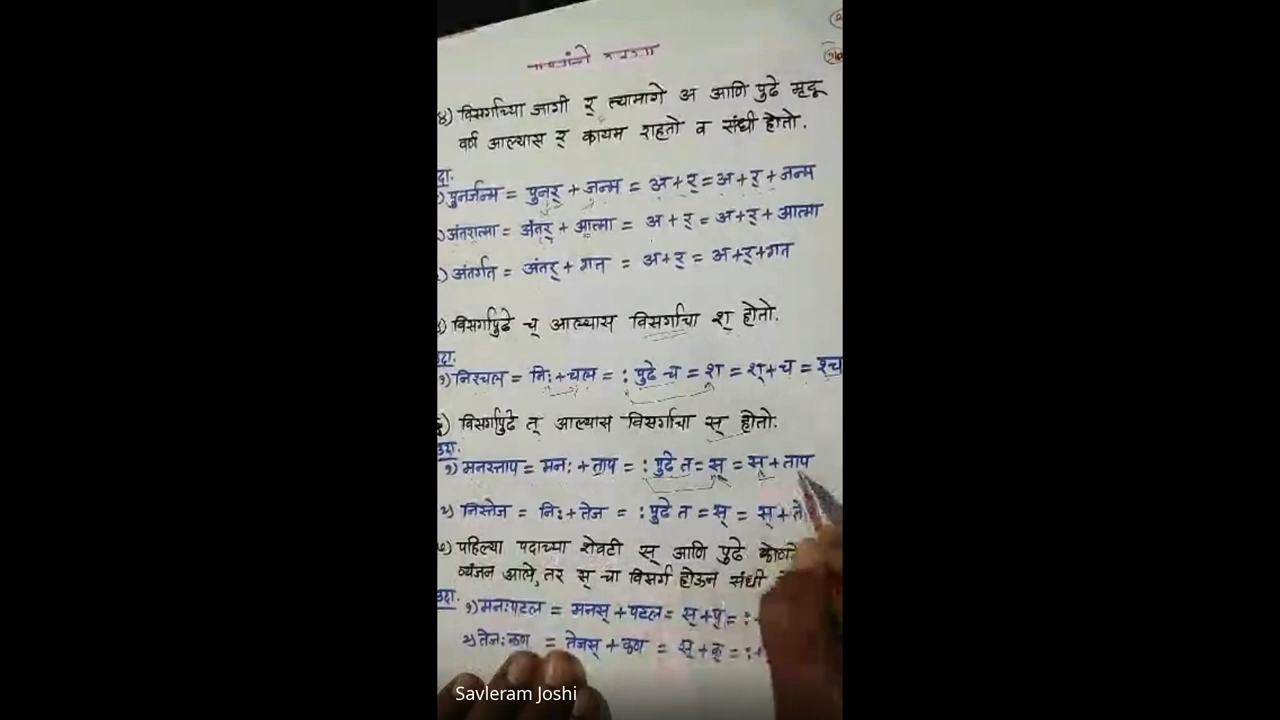 ४) विसर्गाच्या जागी र् त्यामागे अ आणि पुढे मृदू
वर्ण आल्यास र् कायम राहतो व संधी होतो.
उदा.
१) पुनर्जन्म = पुनर् + जन्म = अ + र् = अ + र् + जन्म
२) अंतरात्मा = अंतर् + आत्मा = अ + र् = अ + र् + आत्मा
३) अंतर्गत = अंतर् + गत = अ + र् = अ + र् + गत
५) विसर्गापुढे च् आल्यास विसर्गाचा श् होतो.
उदा.
१) निश्चल = निः + चल = : पुढे च = श = श् + च = श्च
६) विसर्गापुढे त् आल्यास विसर्गाचा स् होतो.
उदा.
१) मनस्ताप = मनः + ताप = : पुढे त = स् = स् + ताप
२) निस्तेज = निः + तेज = : पुढे त = स् = स् + ते
७) पहिल्या पदाच्या शेवटी स् आणि पुढे
व्यंजन आले, तर स् चा विसर्ग होऊन संधी
उदा.
१) मनःपटल = मनस् + पटल = स् + प् = : +
२) तेजःकण = तेजस् + कण = स् + क् = : +
Savleram Joshi